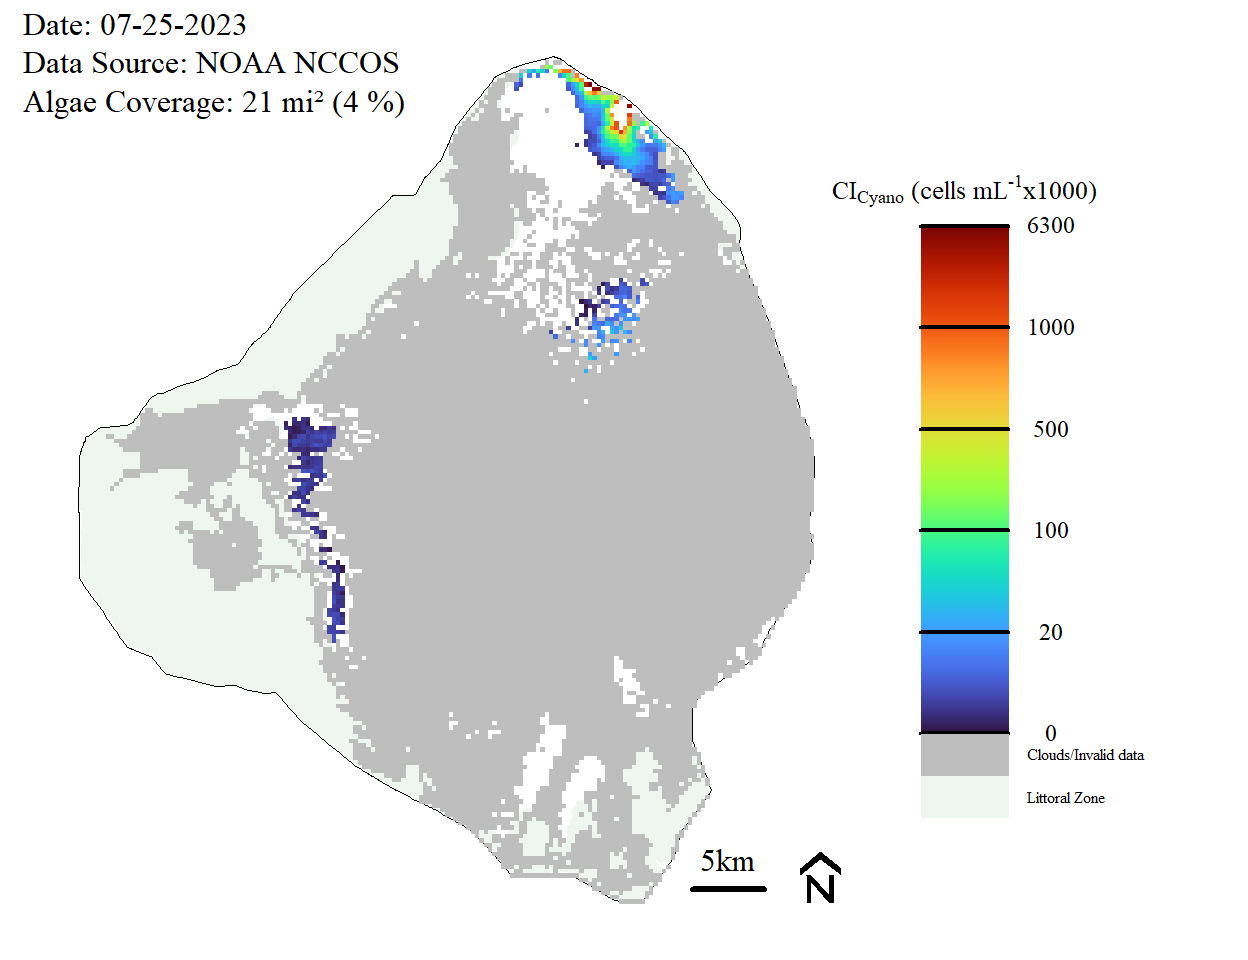 Date: 07-25-2023
Data Source: NOAA NCCOS
Algae Coverage: 21 mi² (4 %)
CI_Cyano (cells mL⁻¹x1000)
6300
1000
500
100
20
0
Clouds/Invalid data
Littoral Zone
5km
N